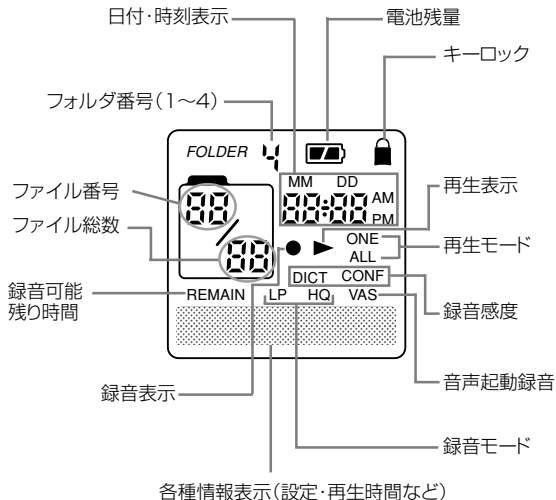 日付・時刻表示
電池残量
キーロック
フォルダ番号(1〜4)
FOLDER 4
MM DD
ファイル番号
88
88:88 AM
PM
再生表示
ファイル総数
88
ONE
ALL
再生モード
DICT CONF
録音可能
残り時間
REMAIN LP HQ VAS
録音感度
録音表示
音声起動録音
録音モード
各種情報表示(設定・再生時間など)